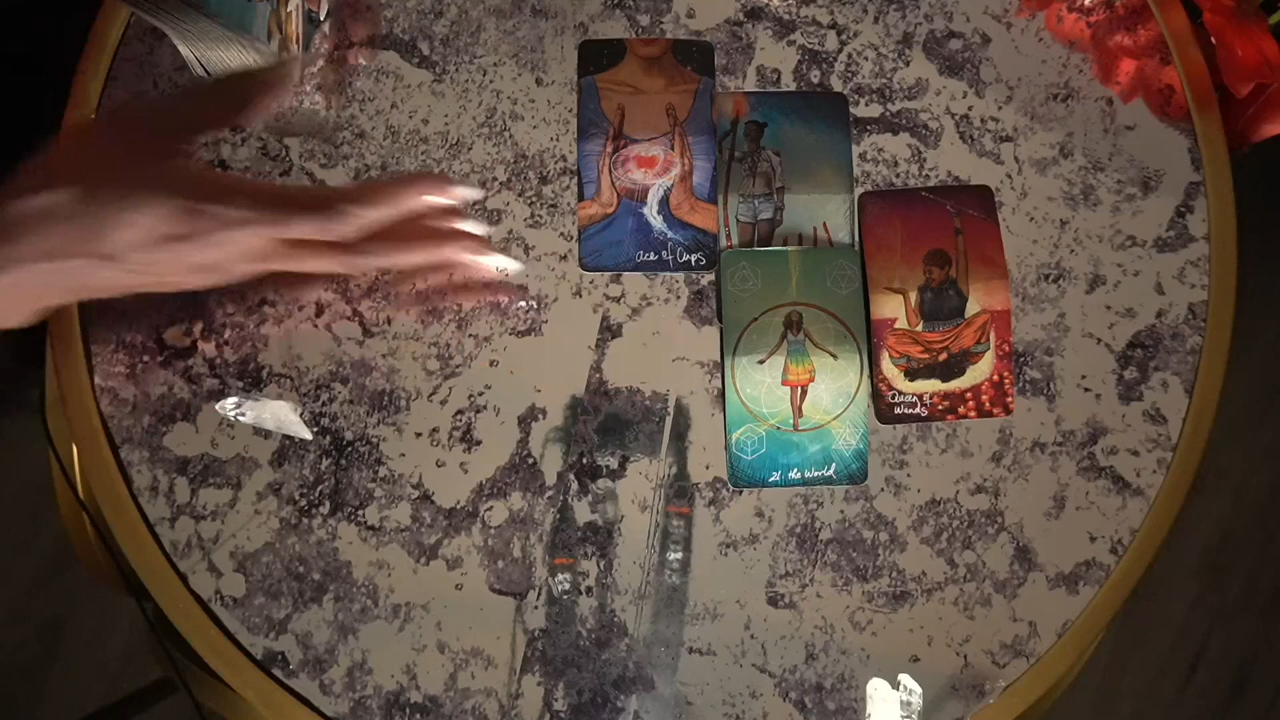 ace of Cups
Queen of
Wands
21, the World